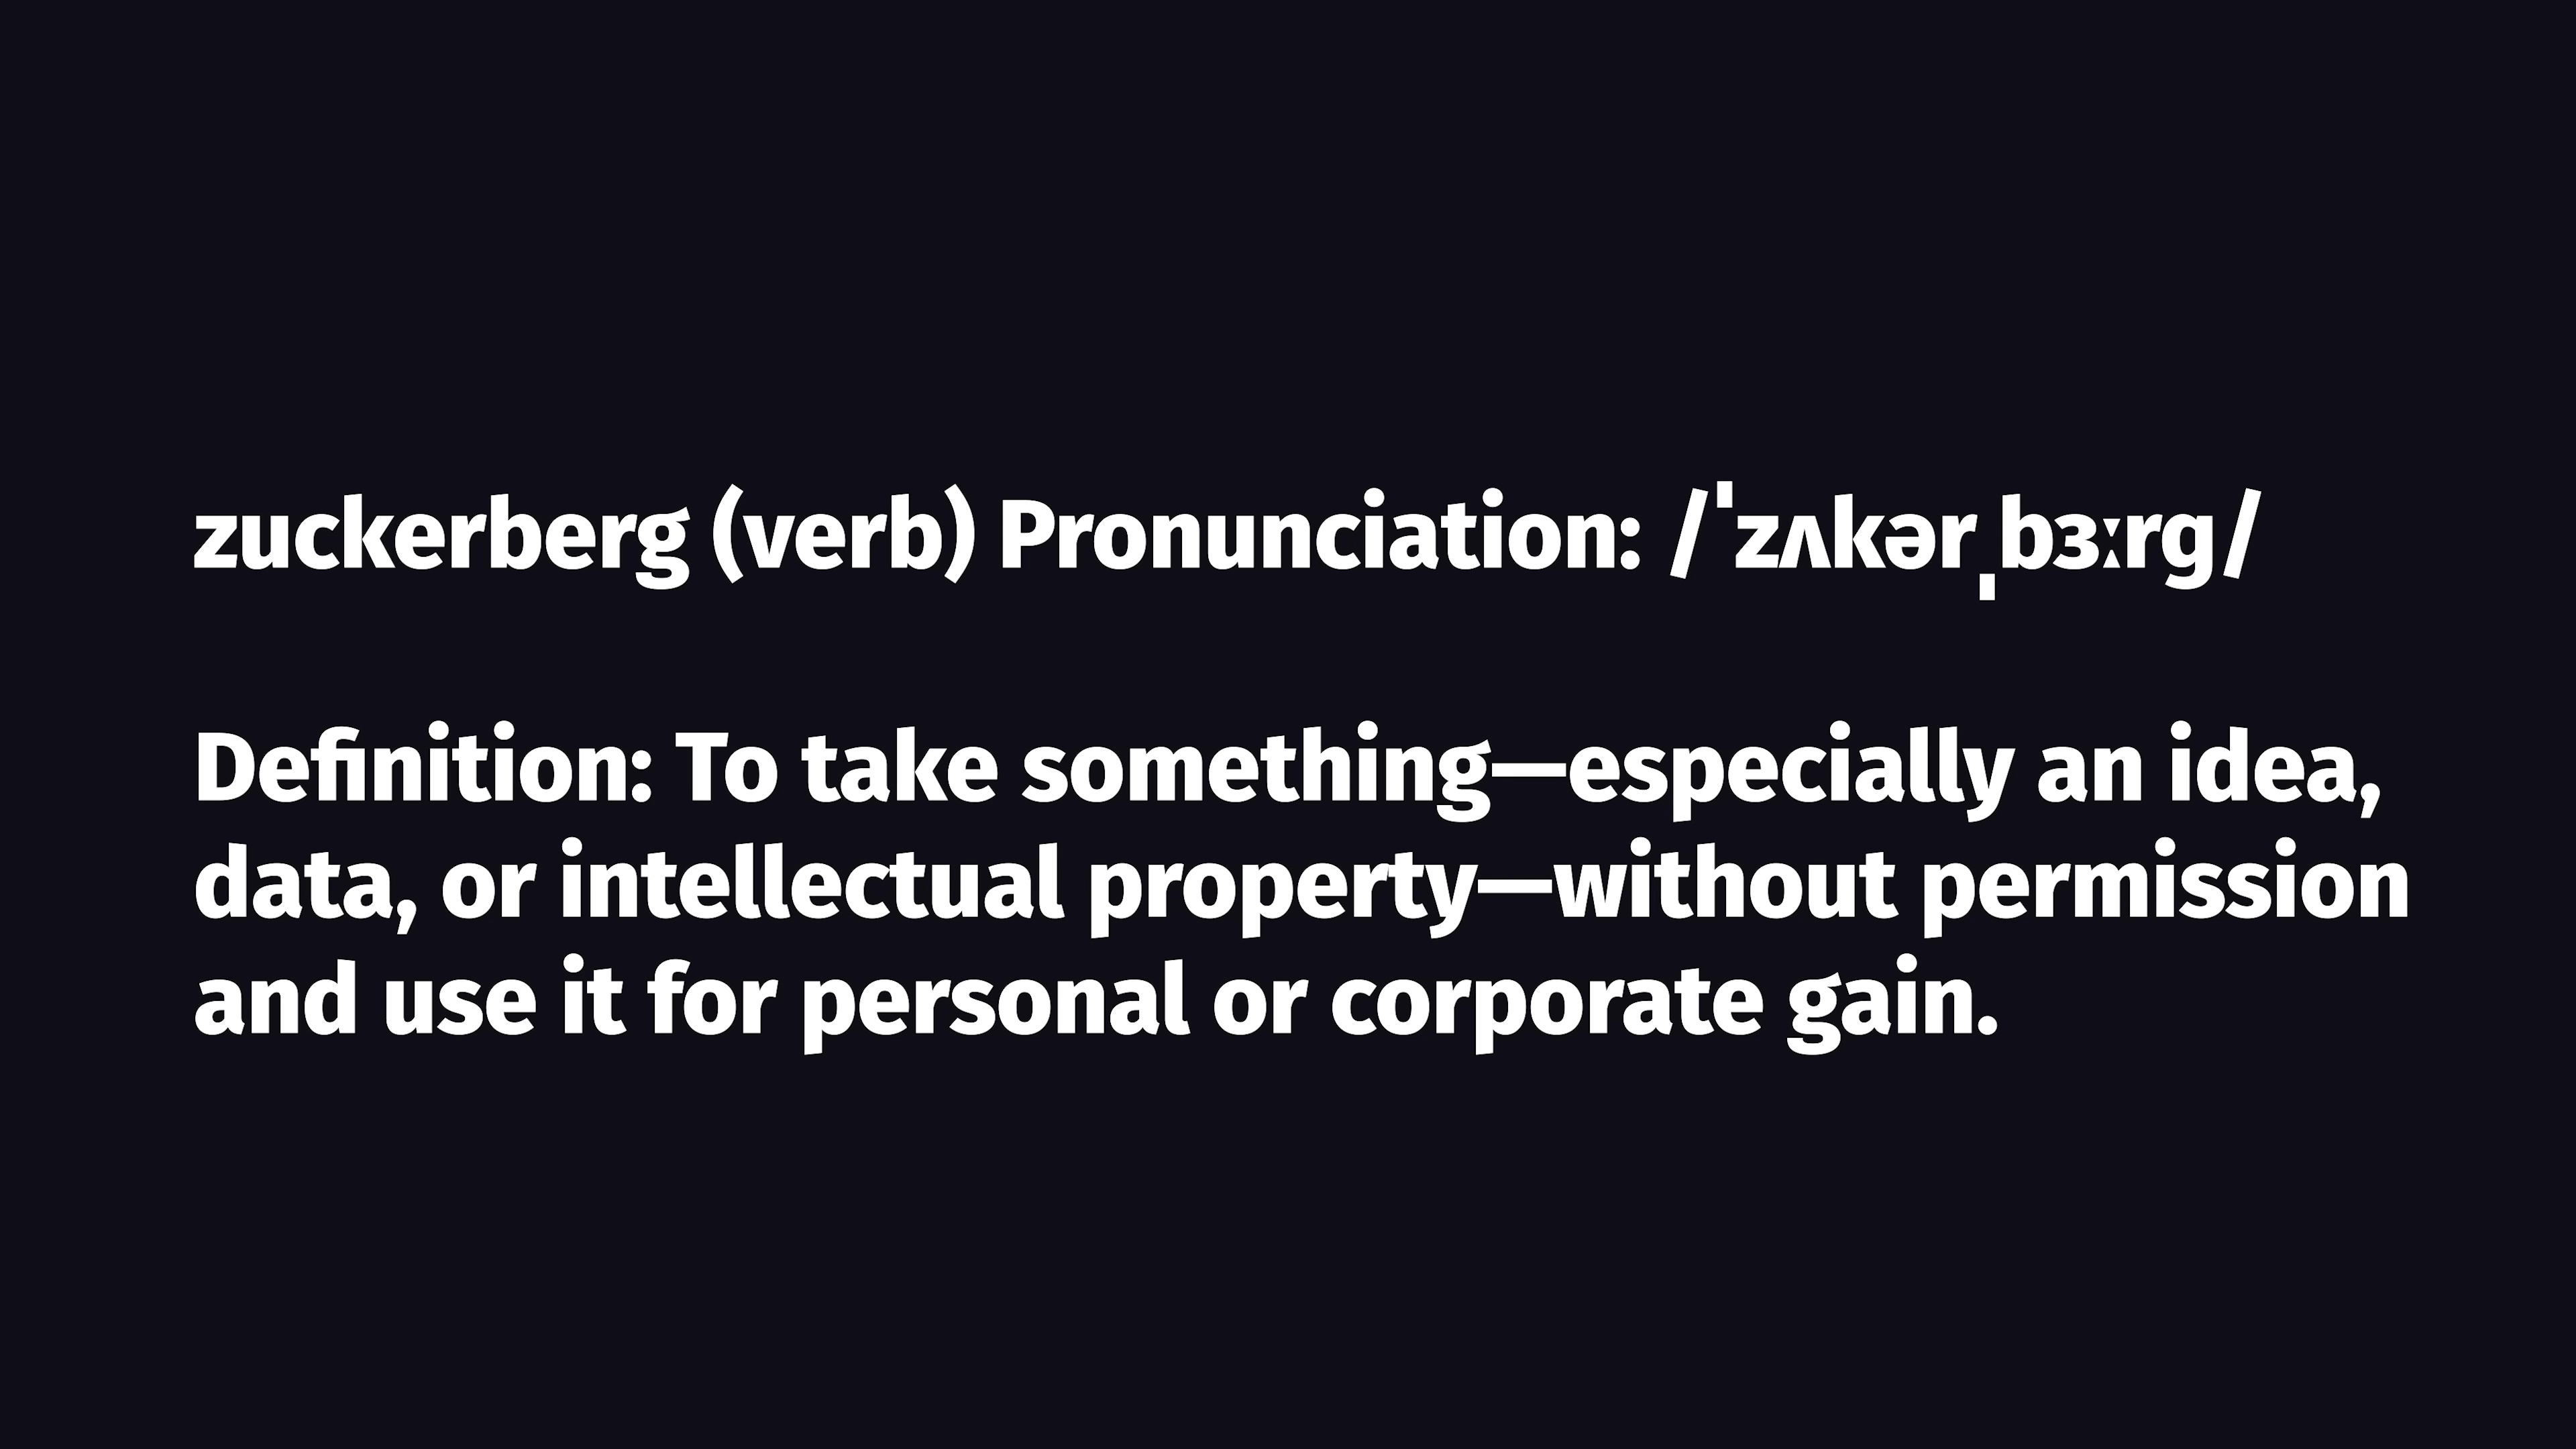 zuckerberg (verb) Pronunciation: /ˈzʌkərˌbɜːrg/
Definition: To take something—especially an idea,
data, or intellectual property—without permission
and use it for personal or corporate gain.